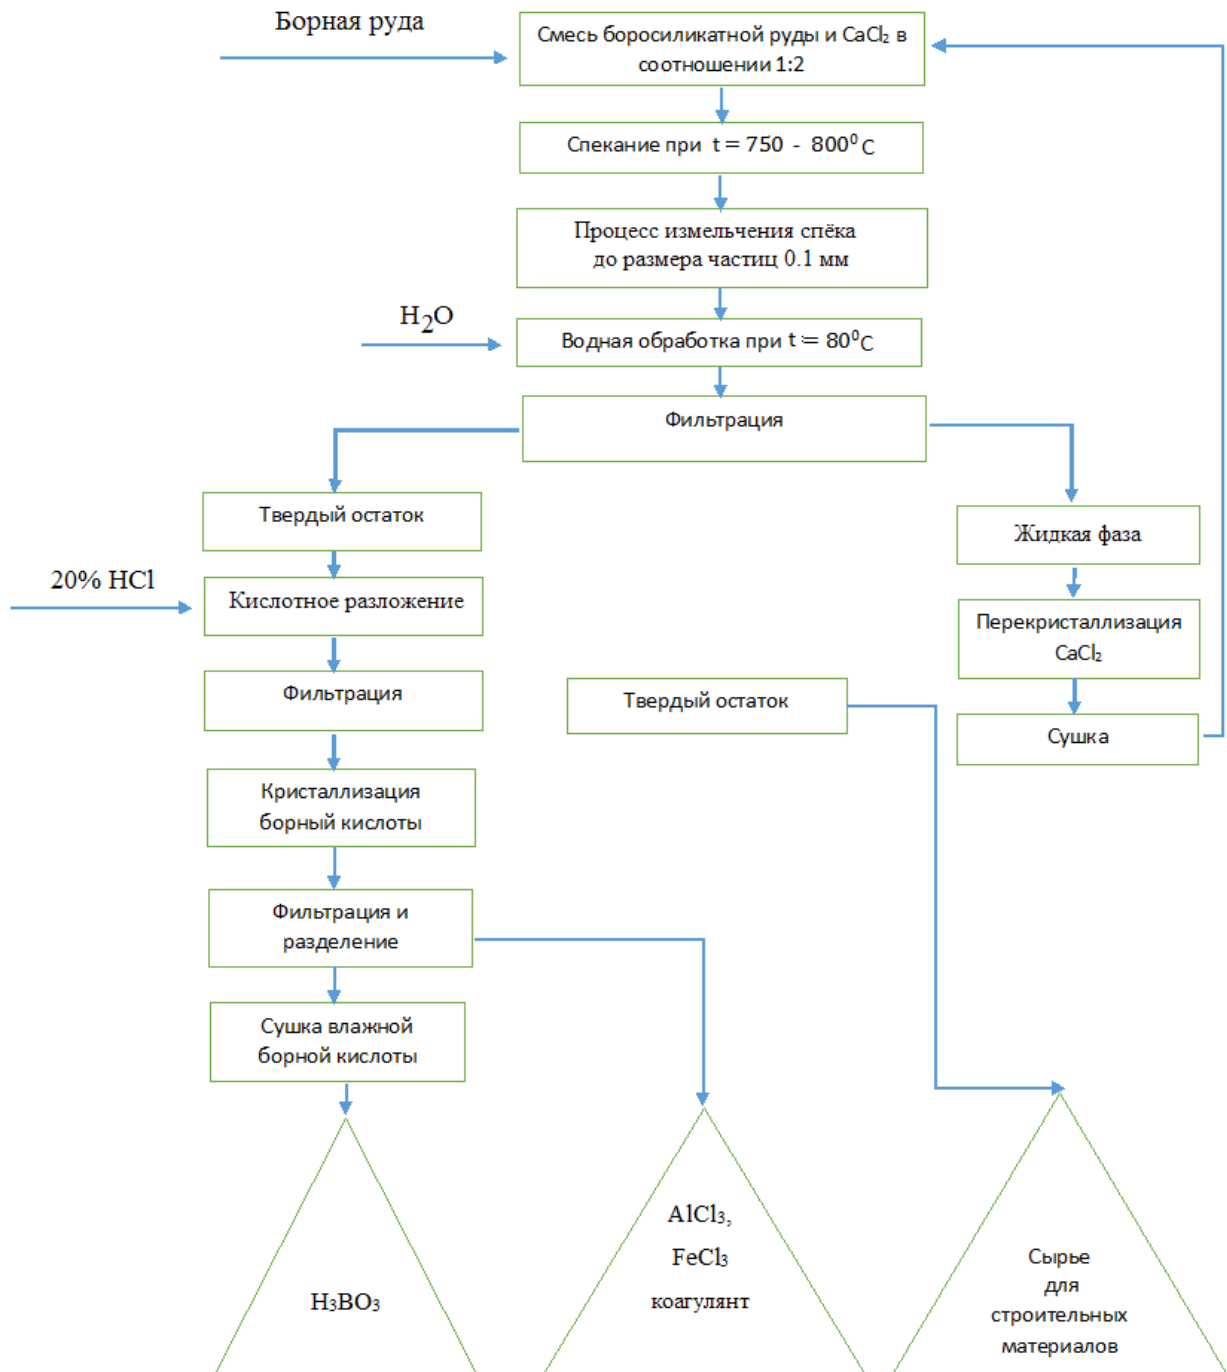 Борная руда
Смесь боросиликатной руды и CaCl₂ в
соотношении 1:2
Спекание при t = 750 - 800⁰ C
Процесс измельчения спёка
до размера частиц 0.1 мм
H₂O
Водная обработка при t = 80⁰C
Фильтрация
Твердый остаток
Жидкая фаза
20% HCl
Кислотное разложение
Перекристаллизация
CaCl₂
Фильтрация
Твердый остаток
Сушка
Кристаллизация
борный кислоты
Фильтрация и
разделение
Сушка влажной
борной кислоты
H₃BO₃
AlCl₃,
FeCl₃
коагулянт
Сырье
для
строительных
материалов